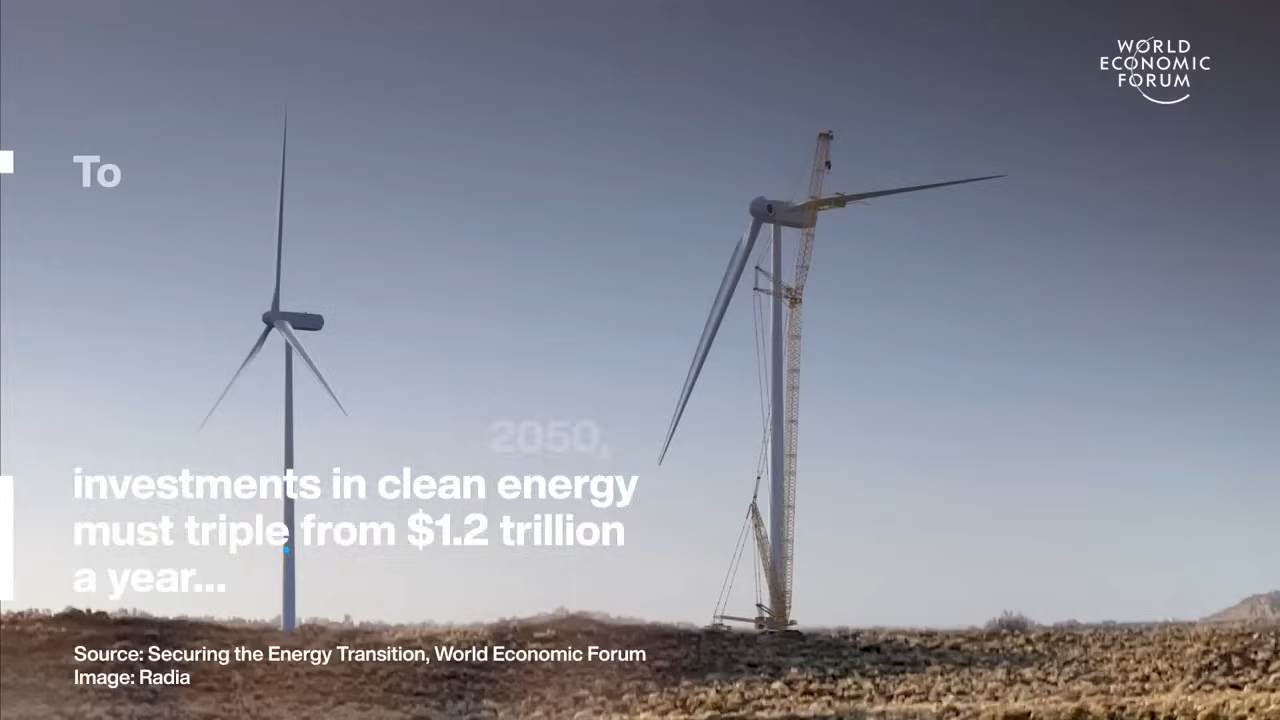 WORLD
ECONOMIC
FORUM
To
2050,
investments in clean energy
must triple from $1.2 trillion
a year...
Source: Securing the Energy Transition, World Economic Forum
Image: Radia